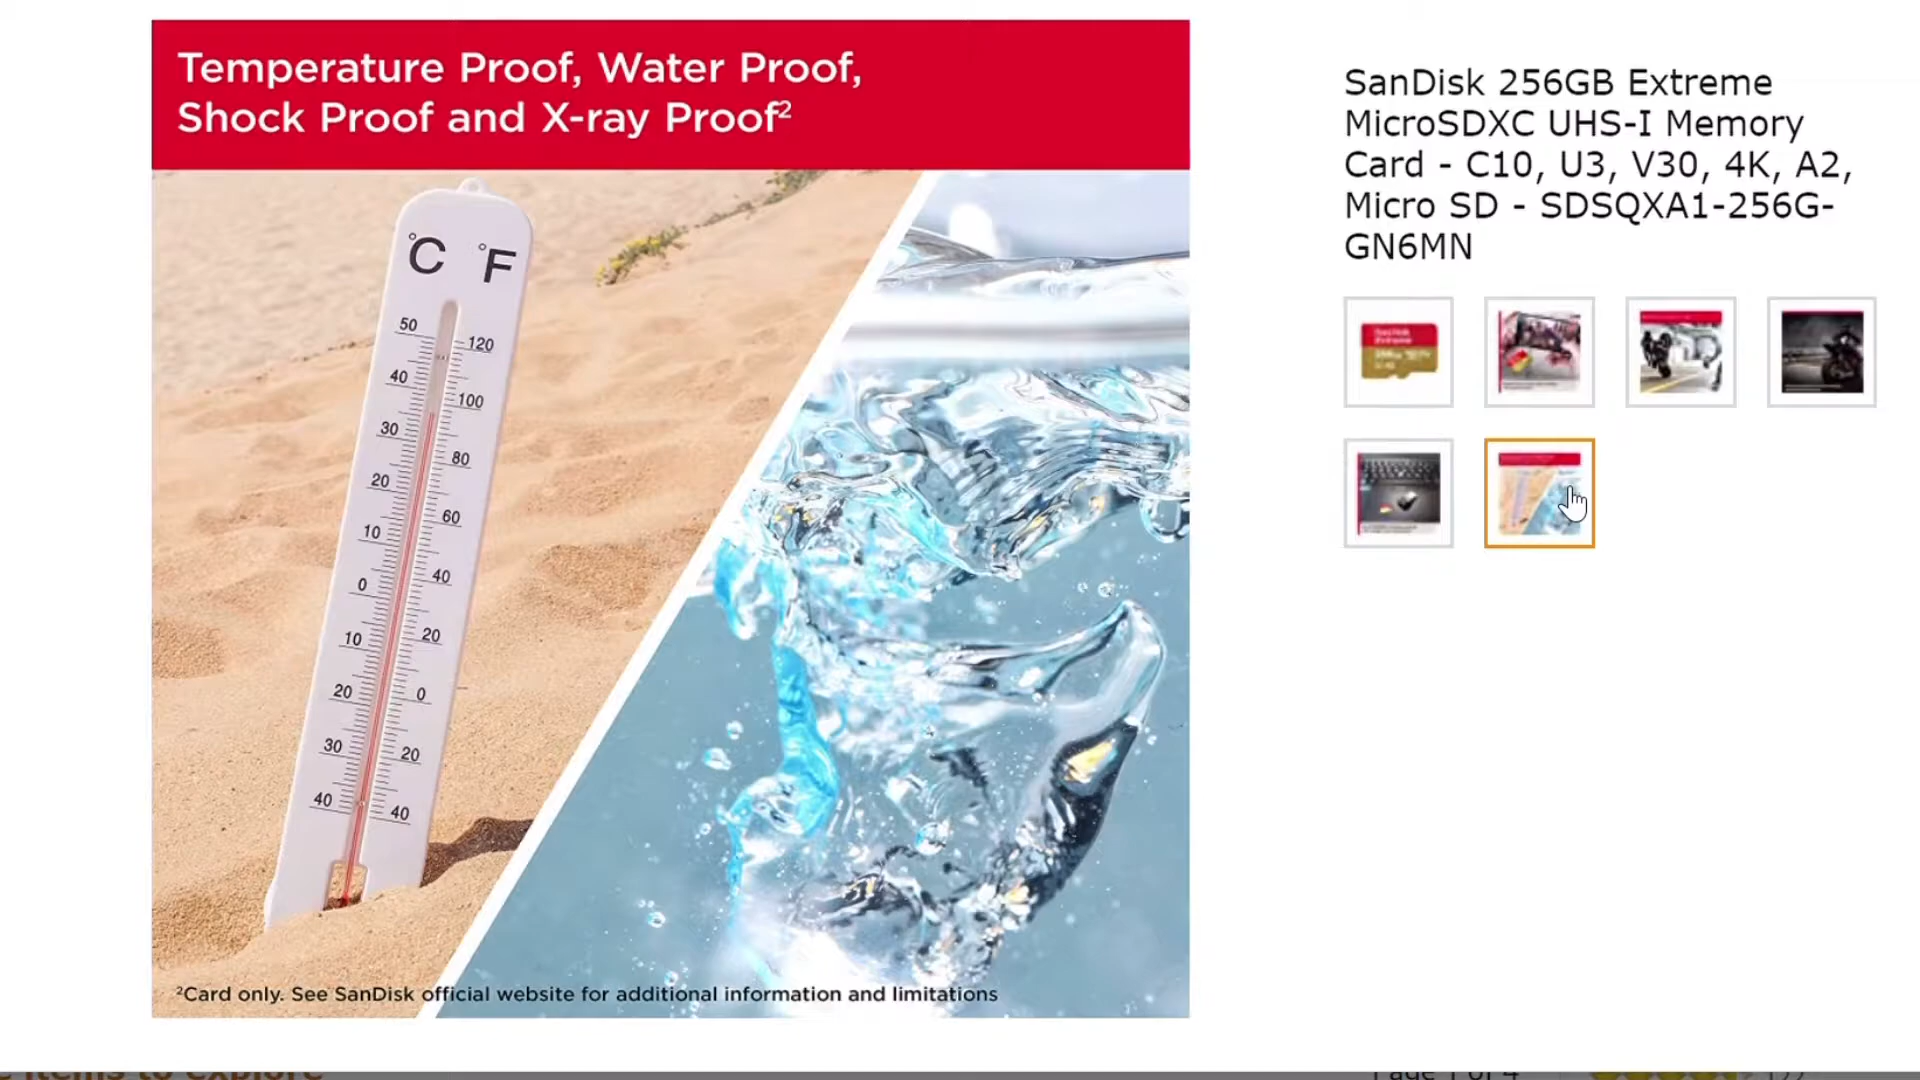 Temperature Proof, Water Proof,
Shock Proof and X-ray Proof²
°C °F
50
120
40
100
30
80
20
60
10
40
0
20
10
0
20
20
30
40
40
²Card only. See SanDisk official website for additional information and limitations
SanDisk 256GB Extreme
MicroSDXC UHS-I Memory
Card - C10, U3, V30, 4K, A2,
Micro SD - SDSQXA1-256G-
GN6MN